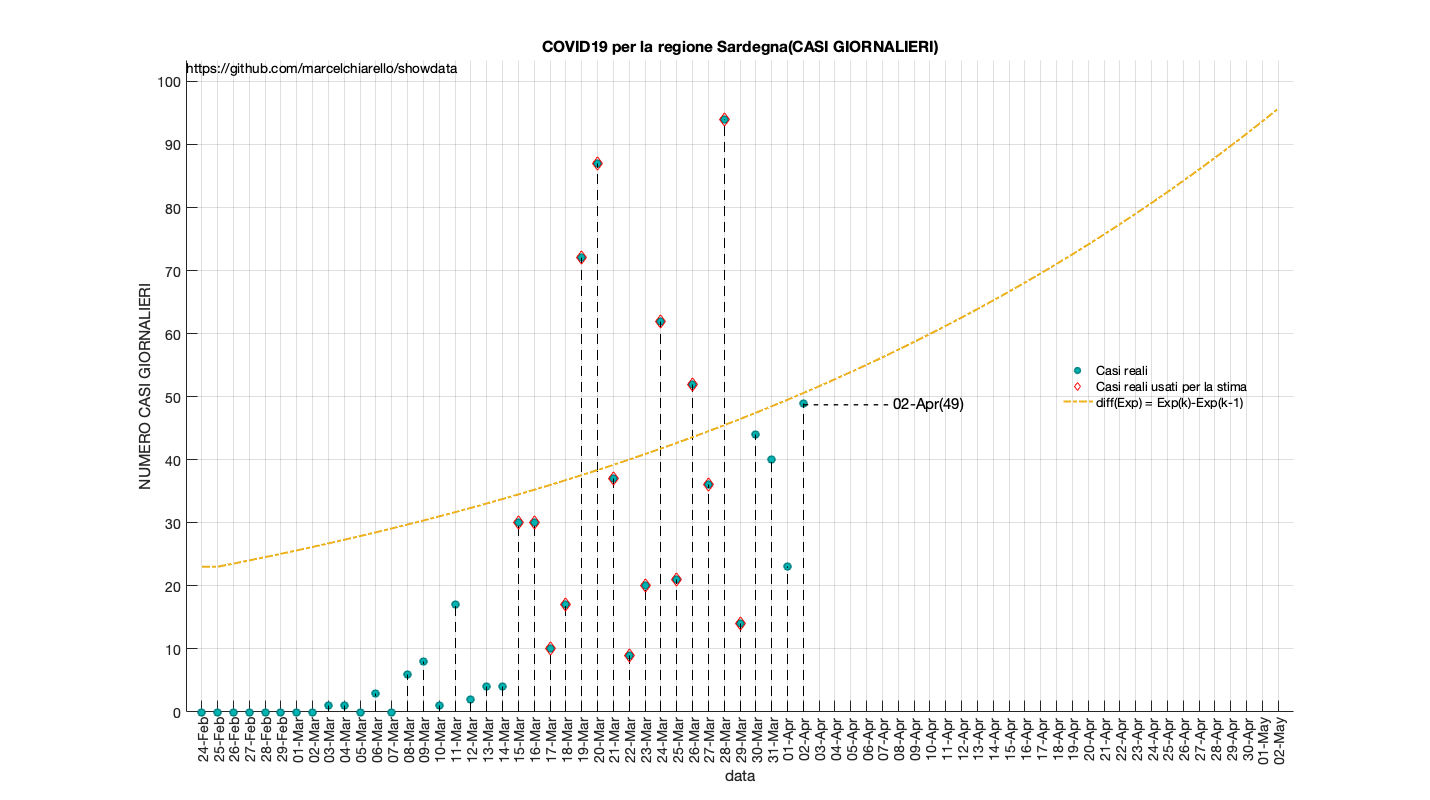 COVID19 per la regione Sardegna(CASI GIORNALIERI)
https://github.com/marcelchiarello/showdata
100
90
80
70
60
50
40
30
20
10
0
NUMERO CASI GIORNALIERI
Casi reali
Casi reali usati per la stima
diff(Exp) = Exp(k)-Exp(k-1)
02-Apr(49)
24-Feb
25-Feb
26-Feb
27-Feb
28-Feb
29-Feb
01-Mar
02-Mar
03-Mar
04-Mar
05-Mar
06-Mar
07-Mar
08-Mar
09-Mar
10-Mar
11-Mar
12-Mar
13-Mar
14-Mar
15-Mar
16-Mar
17-Mar
18-Mar
19-Mar
20-Mar
21-Mar
22-Mar
23-Mar
24-Mar
25-Mar
26-Mar
27-Mar
28-Mar
29-Mar
30-Mar
31-Mar
01-Apr
02-Apr
03-Apr
04-Apr
05-Apr
06-Apr
07-Apr
08-Apr
09-Apr
10-Apr
11-Apr
12-Apr
13-Apr
14-Apr
15-Apr
16-Apr
17-Apr
18-Apr
19-Apr
20-Apr
21-Apr
22-Apr
23-Apr
24-Apr
25-Apr
26-Apr
27-Apr
28-Apr
29-Apr
30-Apr
01-May
02-May
data